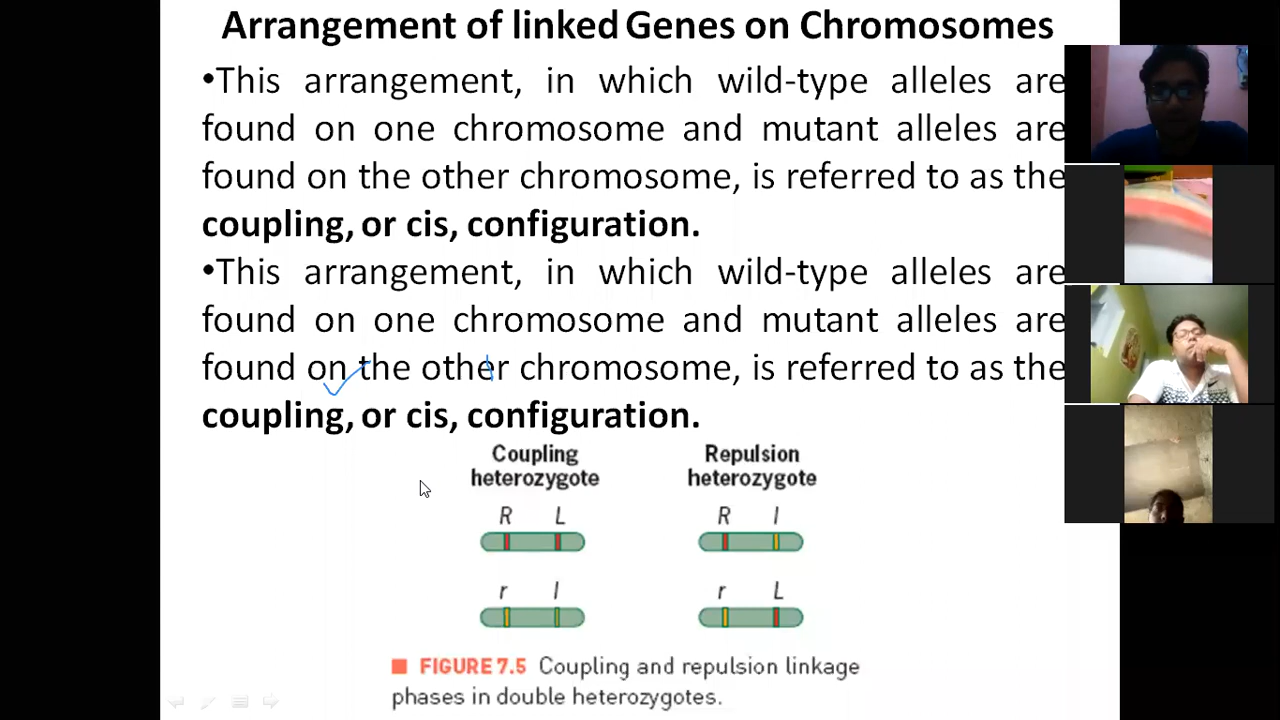 Arrangement of linked Genes on Chromosomes
•This arrangement, in which wild-type alleles are
found on one chromosome and mutant alleles are
found on the other chromosome, is referred to as the
coupling, or cis, configuration.
•This arrangement, in which wild-type alleles are
found on one chromosome and mutant alleles are
found on the other chromosome, is referred to as the
coupling, or cis, configuration.
Coupling
heterozygote
R L
r l
Repulsion
heterozygote
R l
r L
FIGURE 7.5 Coupling and repulsion linkage
phases in double heterozygotes.